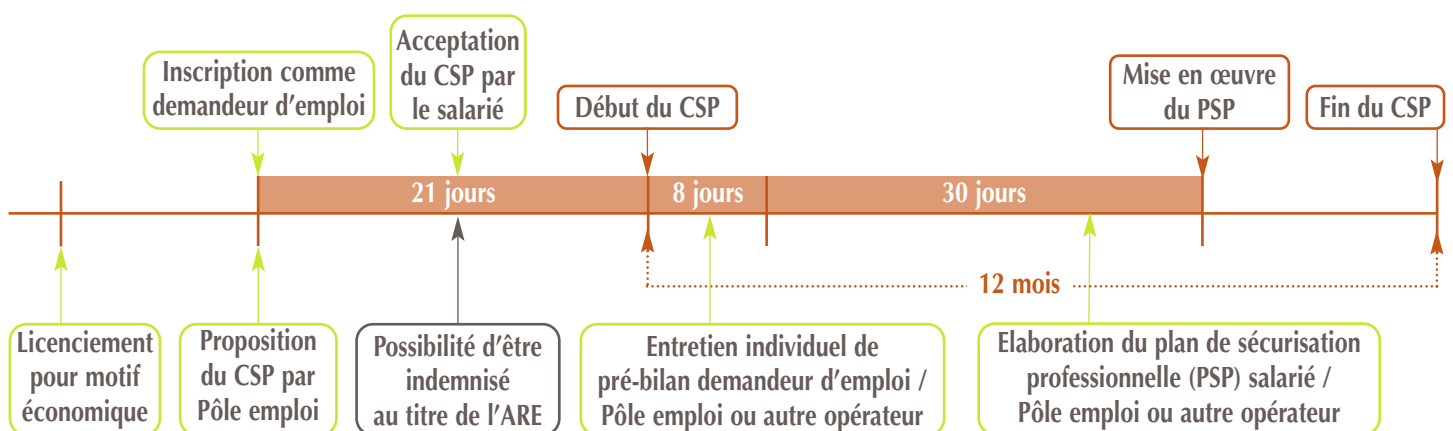 Inscription comme
demandeur d'emploi
Acceptation
du CSP par
le salarié
Début du CSP
Mise en œuvre
du PSP
Fin du CSP
21 jours
8 jours
30 jours
12 mois
Licenciement
pour motif
économique
Proposition
du CSP par
Pôle emploi
Possibilité d'être
indemnisé
au titre de l'ARE
Entretien individuel de
pré-bilan demandeur d'emploi /
Pôle emploi ou autre opérateur
Elaboration du plan de sécurisation
professionnelle (PSP) salarié /
Pôle emploi ou autre opérateur